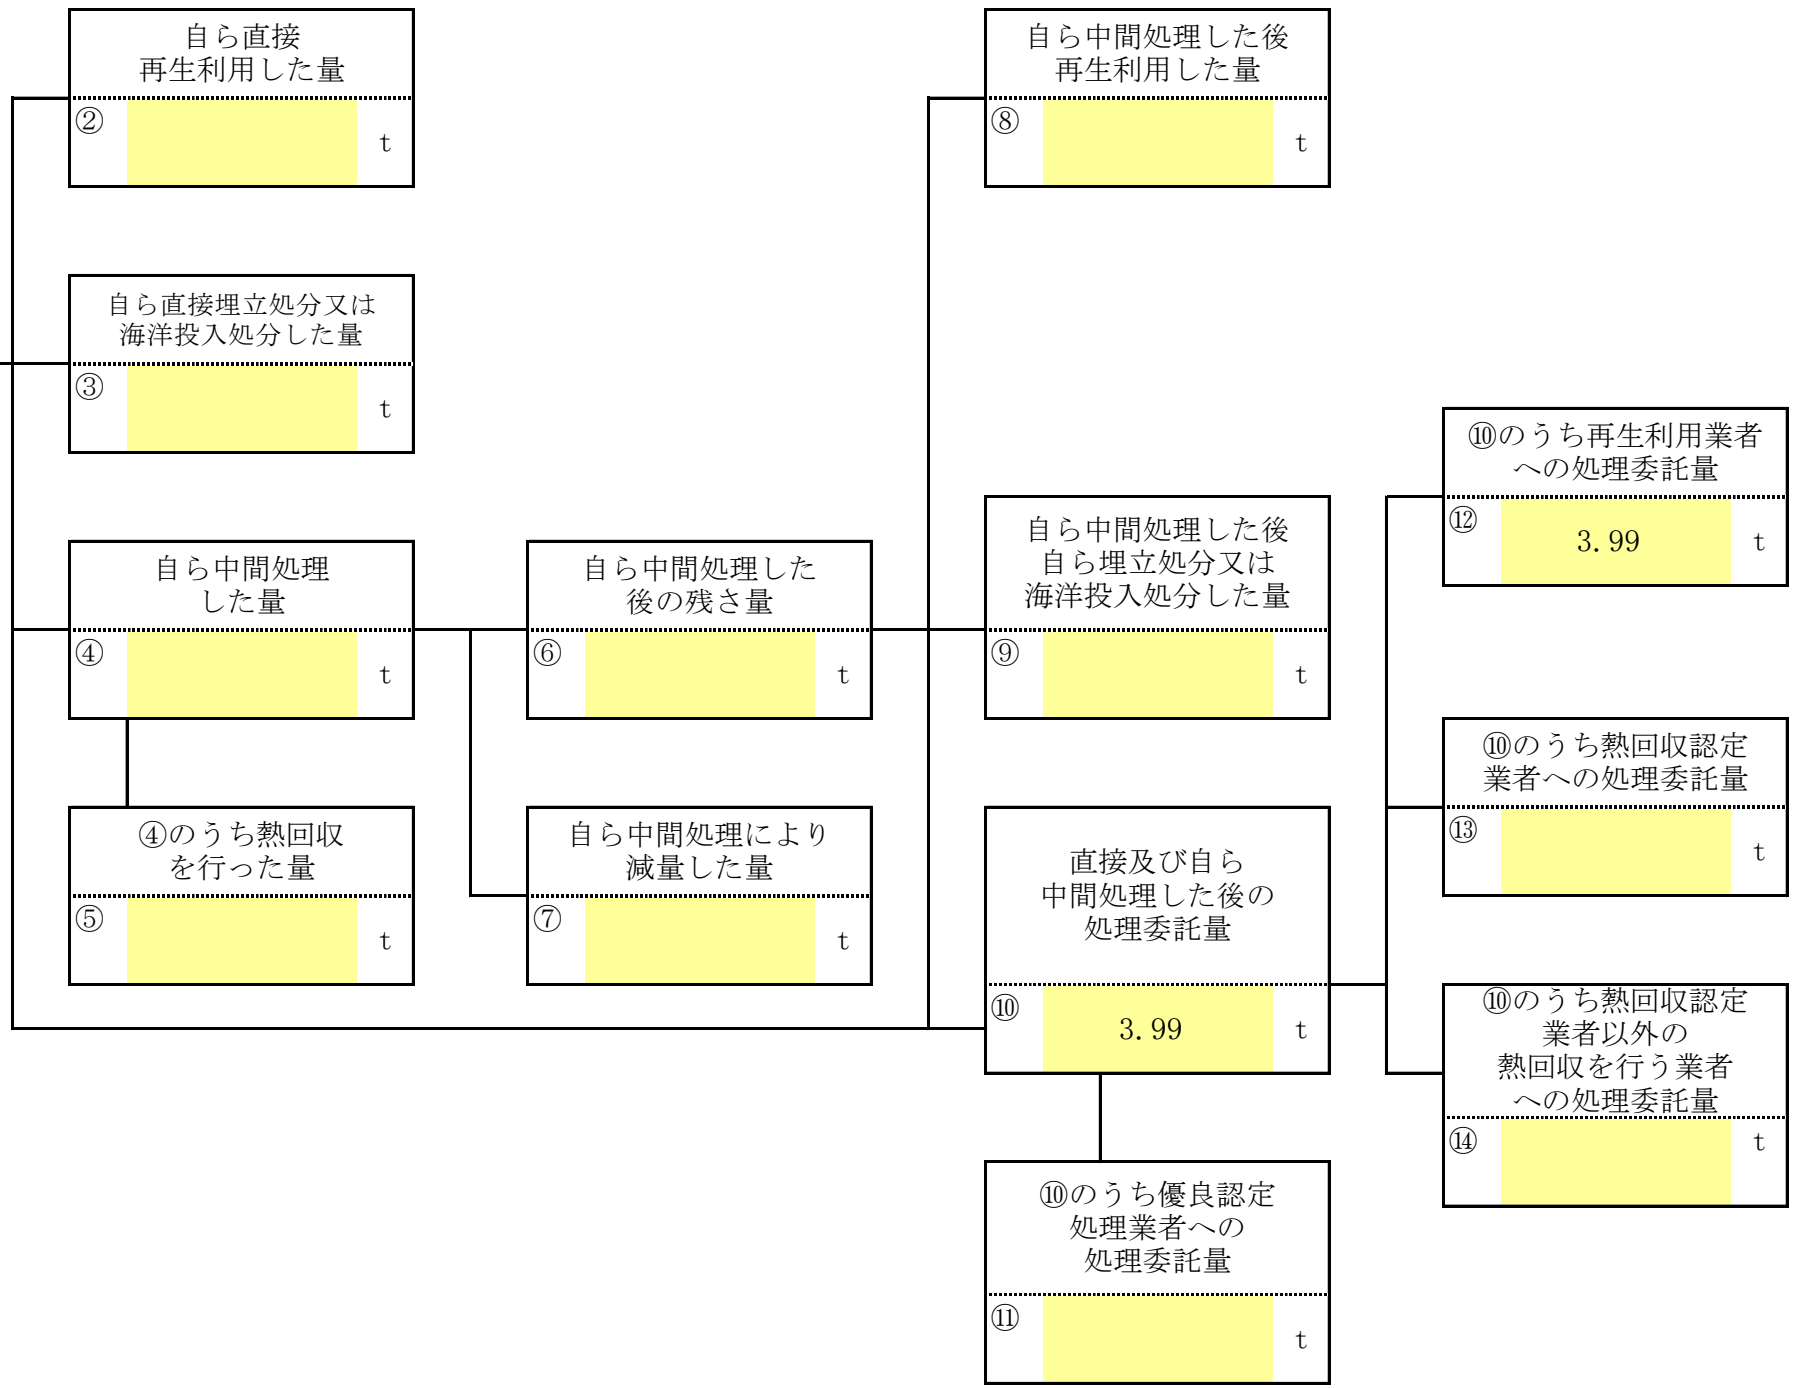 自ら直接
再生利用した量
②
t
自ら中間処理した後
再生利用した量
⑧
t
自ら直接埋立処分又は
海洋投入処分した量
③
t
⑩のうち再生利用業者
への処理委託量
⑫
3.99
t
自ら中間処理
した量
④
t
自ら中間処理した
後の残さ量
⑥
t
自ら中間処理した後
自ら埋立処分又は
海洋投入処分した量
⑨
t
⑩のうち熱回収認定
業者への処理委託量
⑬
t
④のうち熱回収
を行った量
⑤
t
自ら中間処理により
減量した量
⑦
t
直接及び自ら
中間処理した後の
処理委託量
⑩
3.99
t
⑩のうち熱回収認定
業者以外の
熱回収を行う業者
への処理委託量
⑭
t
⑩のうち優良認定
処理業者への
処理委託量
⑪
t